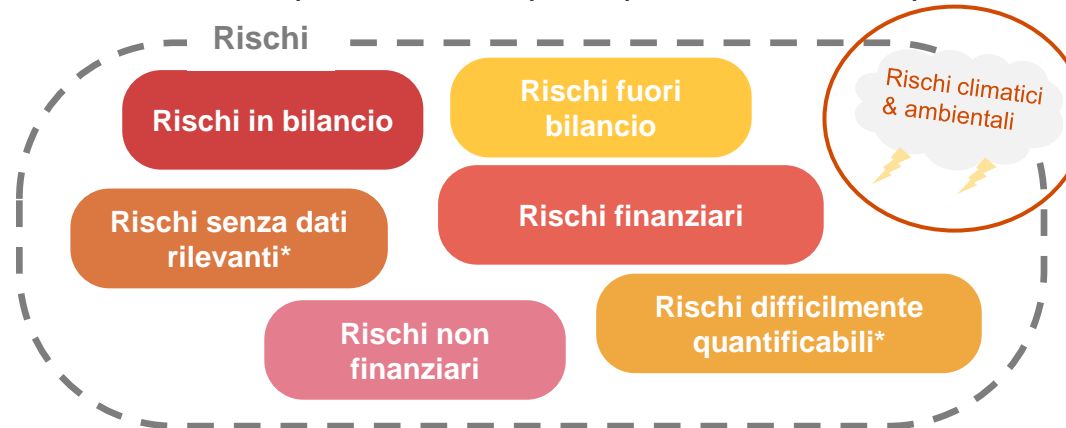 Rischi
Rischi in bilancio
Rischi fuori
bilancio
Rischi climatici
& ambientali
Rischi senza dati
rilevanti*
Rischi finanziari
Rischi non
finanziari
Rischi difficilmente
quantificabili*